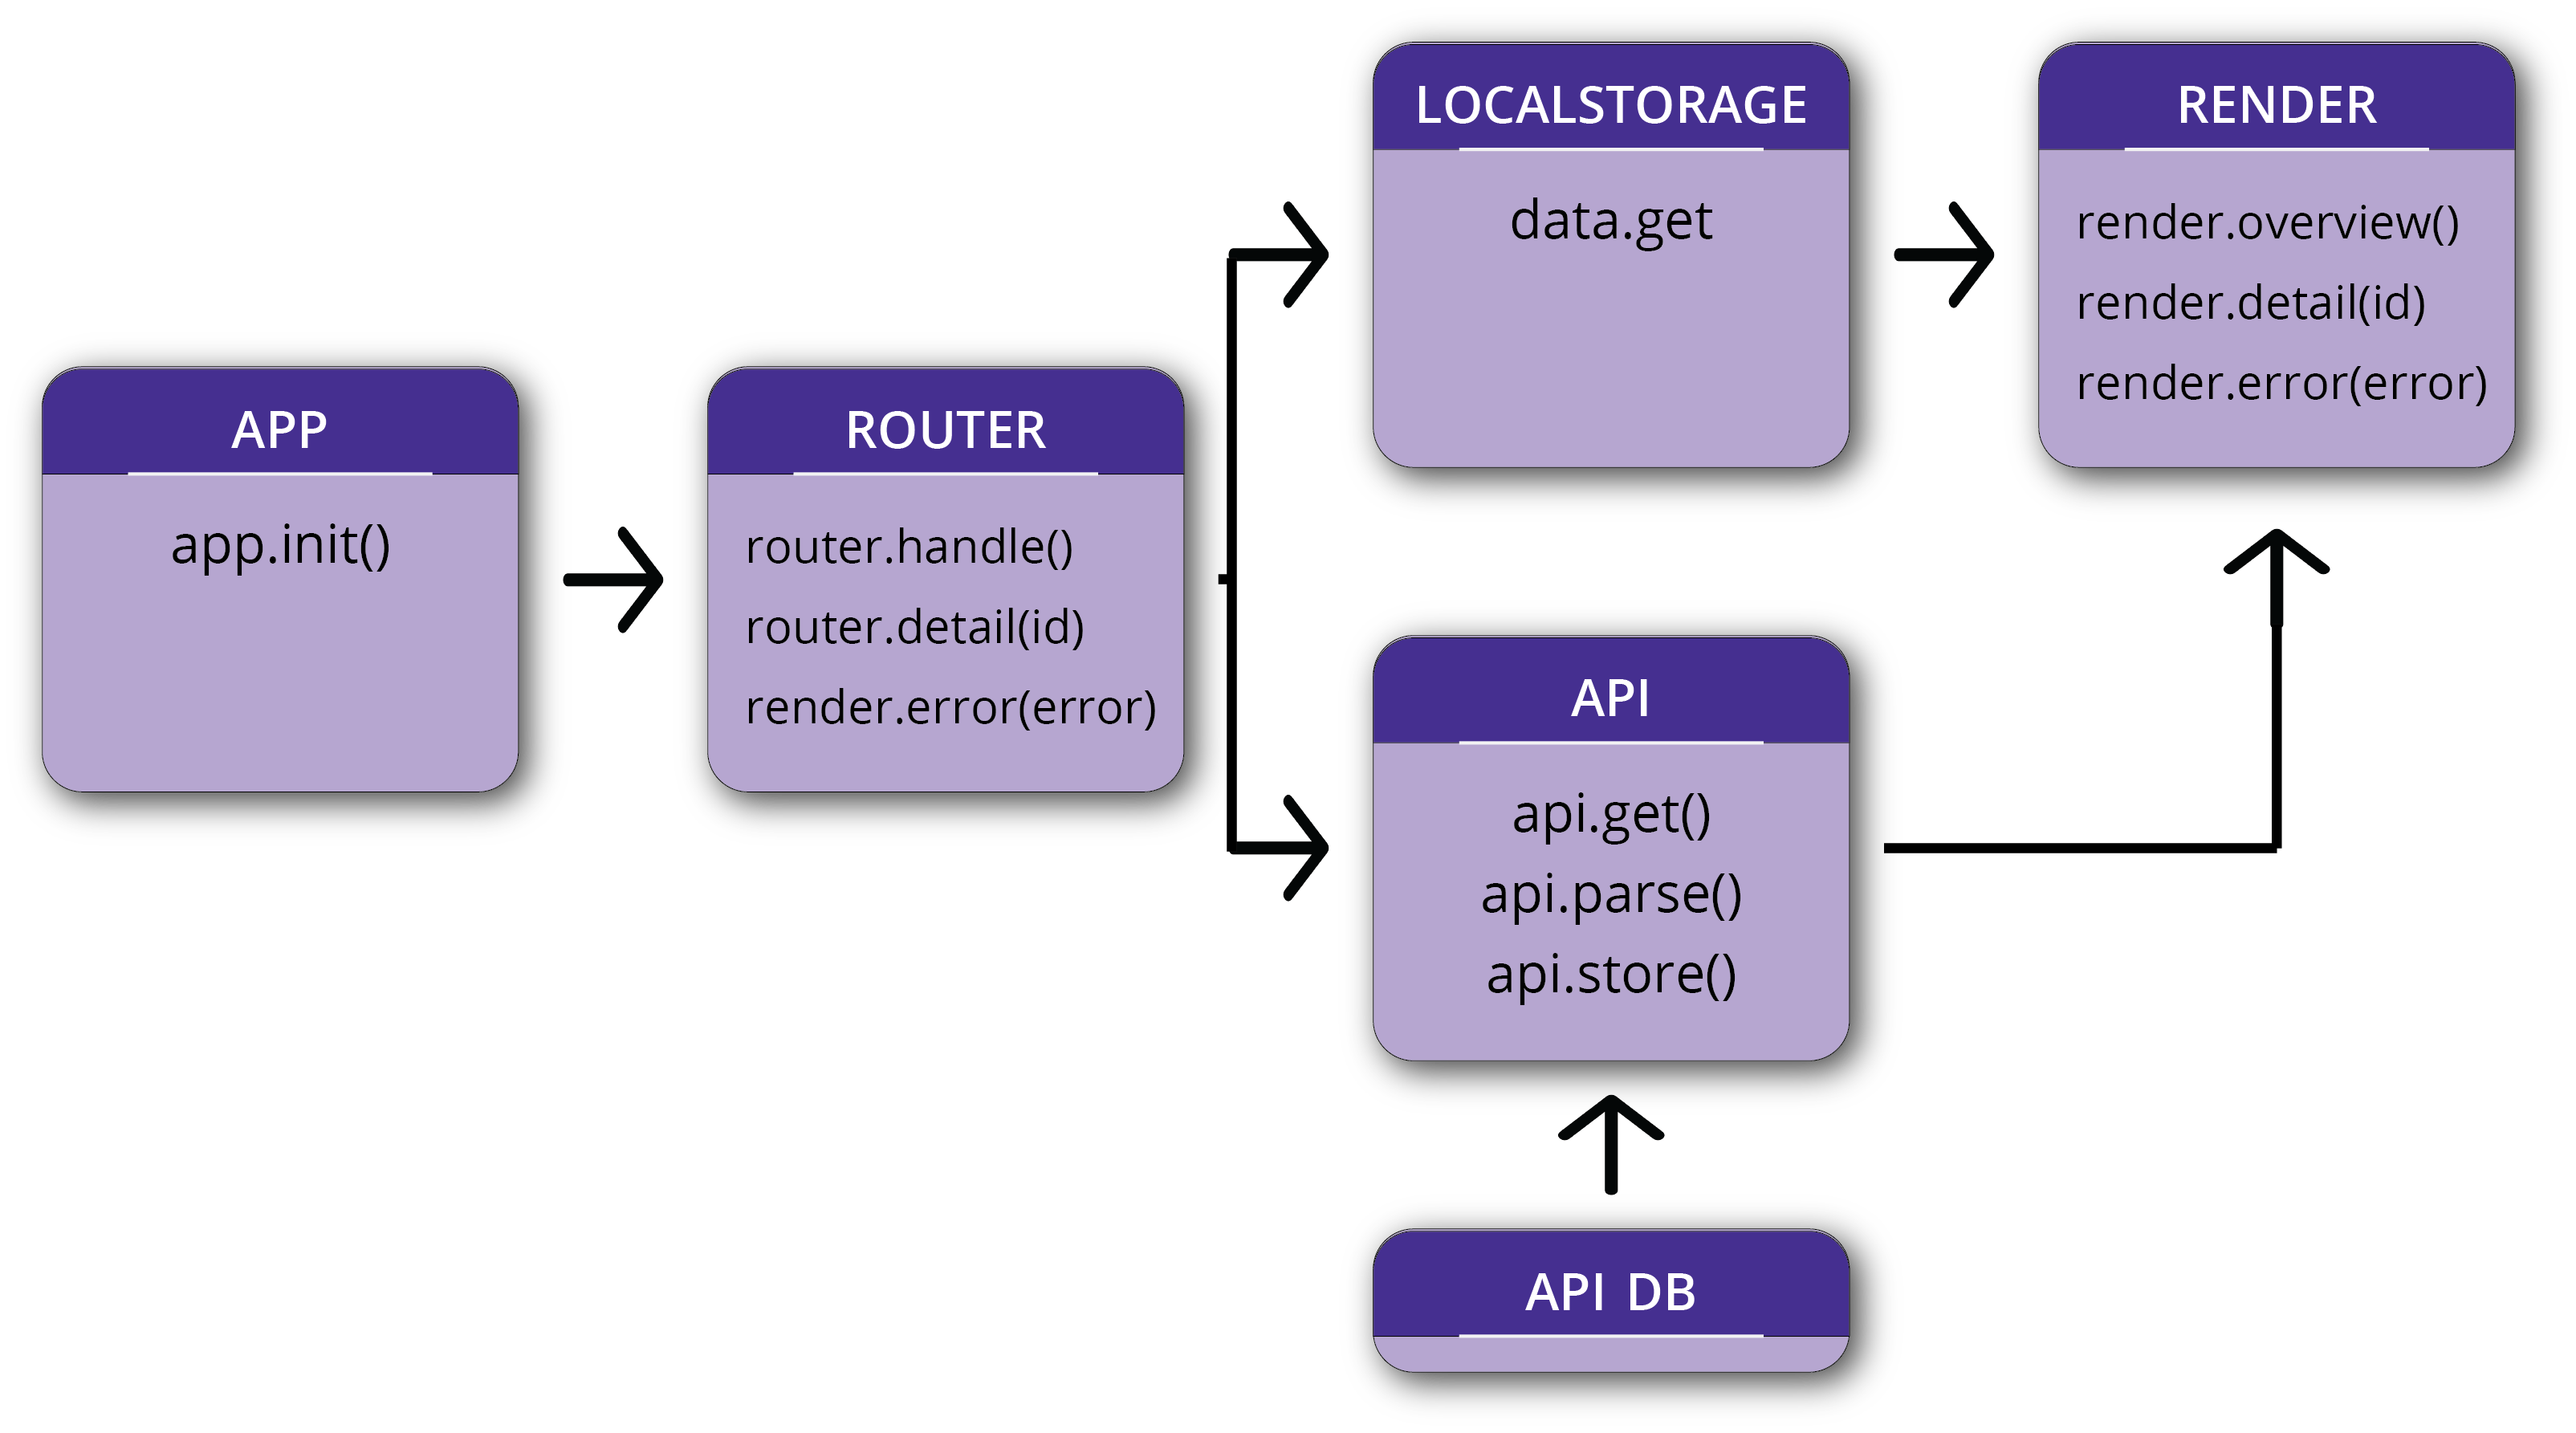 APP
app.init()
ROUTER
router.handle()
router.detail(id)
render.error(error)
LOCALSTORAGE
data.get
RENDER
render.overview()
render.detail(id)
render.error(error)
API
api.get()
api.parse()
api.store()
API DB